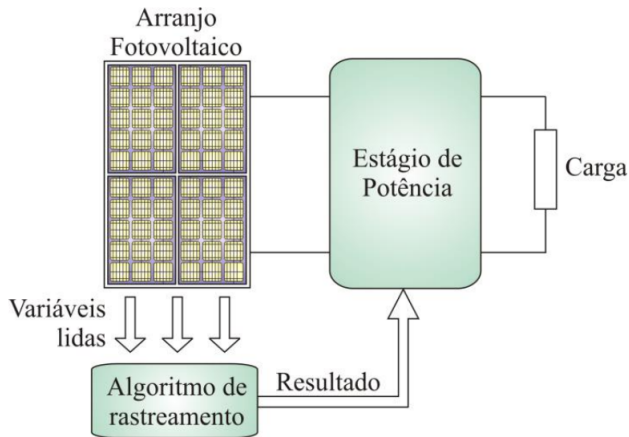 Arranjo
Fotovoltaico
Estágio de
Potência
Carga
Variáveis
lidas
Algoritmo de
rastreamento
Resultado